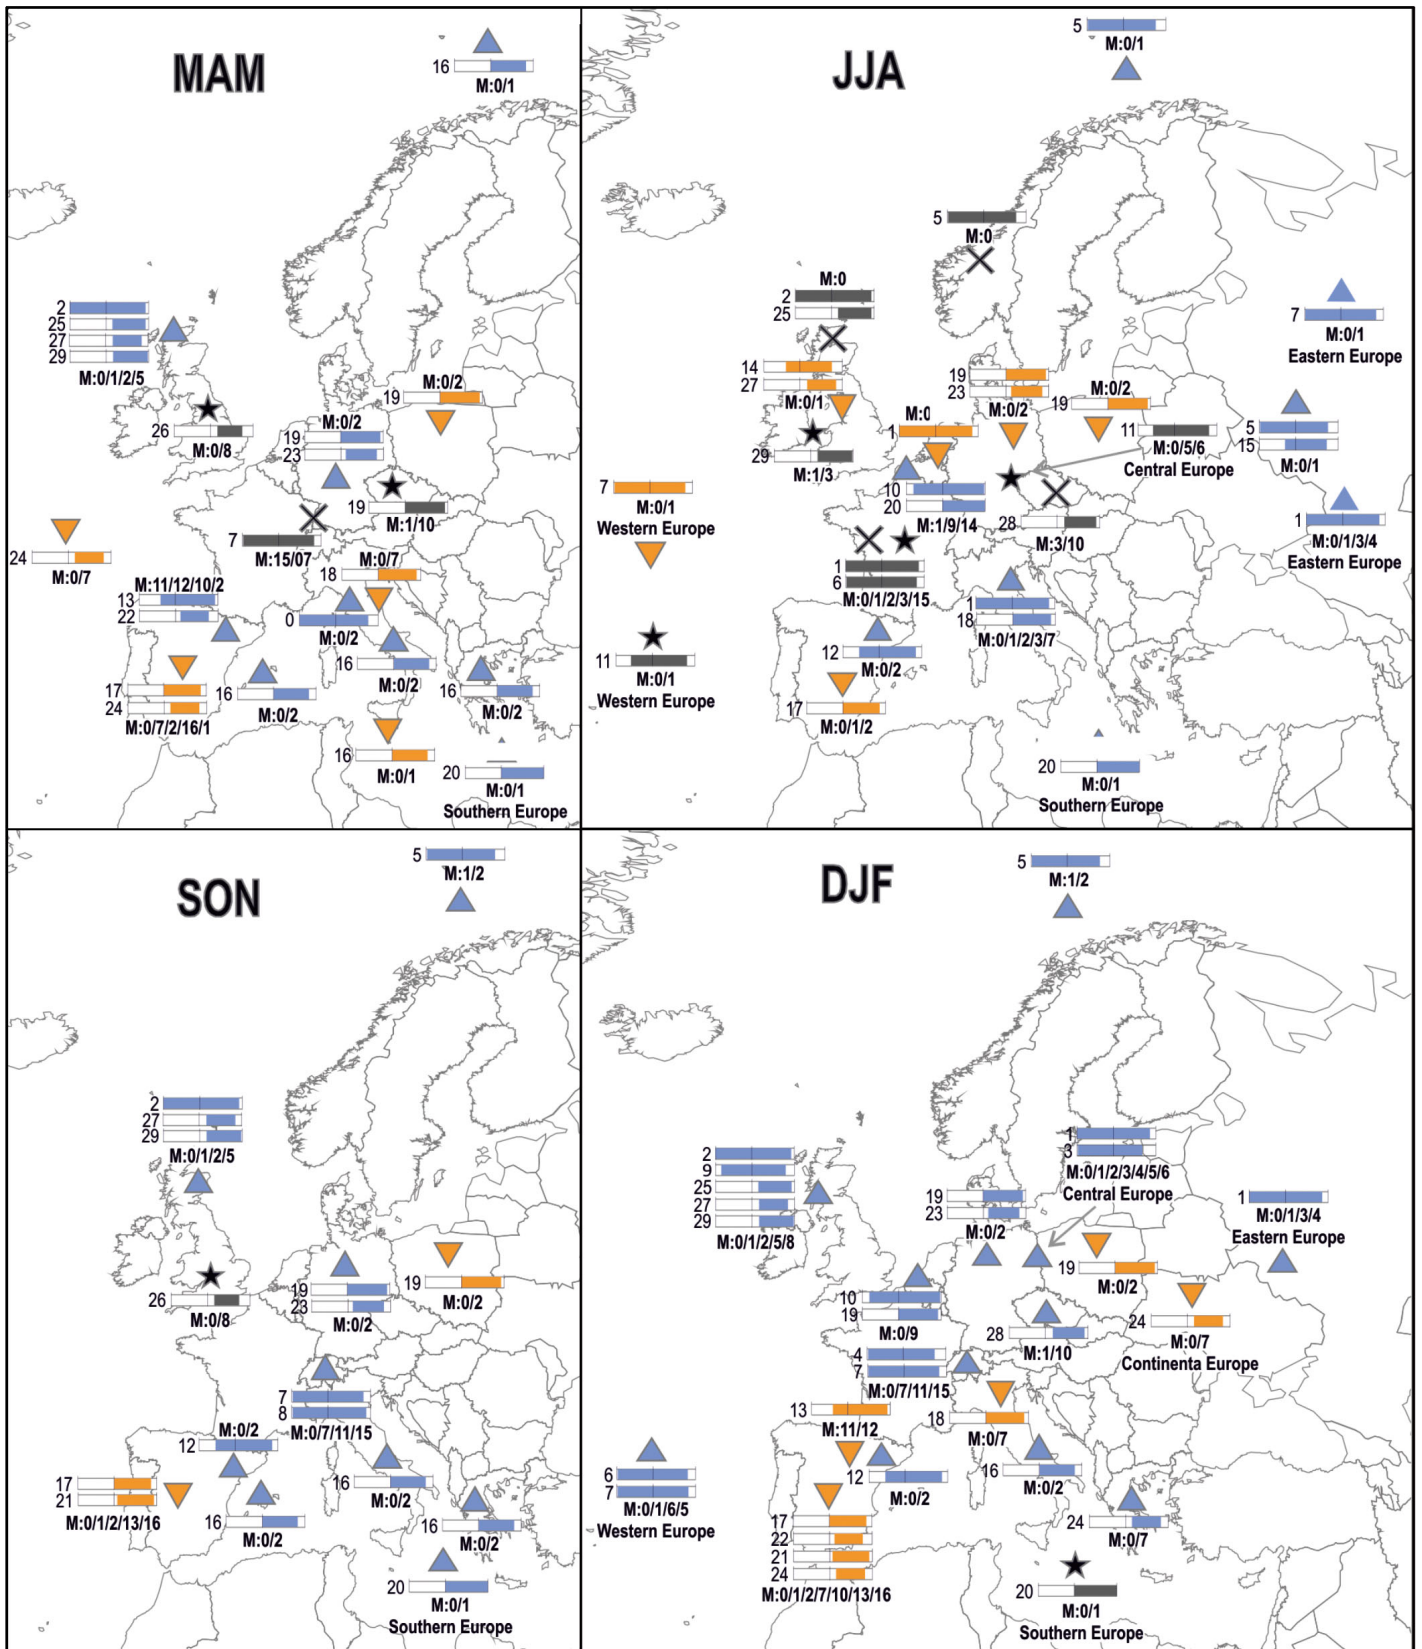 MAM
16
M:0/1
2
25
27
29
M:0/1/2/5
26
M:0/8
19
M:0/2
M:0/2
19
23
19
M:1/10
7
M:15/07
24
M:0/7
M:0/7
18
M:11/12/10/2
13
22
0
M:0/2
16
M:0/2
16
M:0/2
16
M:0/2
17
24
M:0/7/2/16/1
16
M:0/1
20
M:0/1
Southern Europe
JJA
5
M:0/1
5
M:0
M:0
2
25
7
M:0/1
Eastern Europe
14
27
M:0/1
19
23
M:0/2
M:0/2
19
M:0
1
11
M:0/5/6
Central Europe
5
15
M:0/1
29
M:1/3
7
M:0/1
Western Europe
10
20
M:1/9/14
28
M:3/10
1
M:0/1/3/4
Eastern Europe
1
6
M:0/1/2/3/15
1
18
M:0/1/2/3/7
11
M:0/1
Western Europe
12
M:0/2
17
M:0/1/2
20
M:0/1
Southern Europe
SON
5
M:1/2
2
27
29
M:0/1/2/5
26
M:0/8
19
23
M:0/2
19
M:0/2
7
8
M:0/7/11/15
M:0/2
12
17
21
M:0/1/2/13/16
16
M:0/2
16
M:0/2
16
M:0/2
20
M:0/1
Southern Europe
DJF
5
M:1/2
1
3
M:0/1/2/3/4/5/6
Central Europe
2
9
25
27
29
M:0/1/2/5/8
19
23
M:0/2
1
M:0/1/3/4
Eastern Europe
19
M:0/2
10
19
M:0/9
28
M:1/10
24
M:0/7
Continenta Europe
4
7
M:0/7/11/15
13
M:11/12
18
M:0/7
6
7
M:0/1/6/5
Western Europe
12
M:0/2
16
M:0/2
17
22
21
24
M:0/1/2/7/10/13/16
24
M:0/7
20
M:0/1
Southern Europe